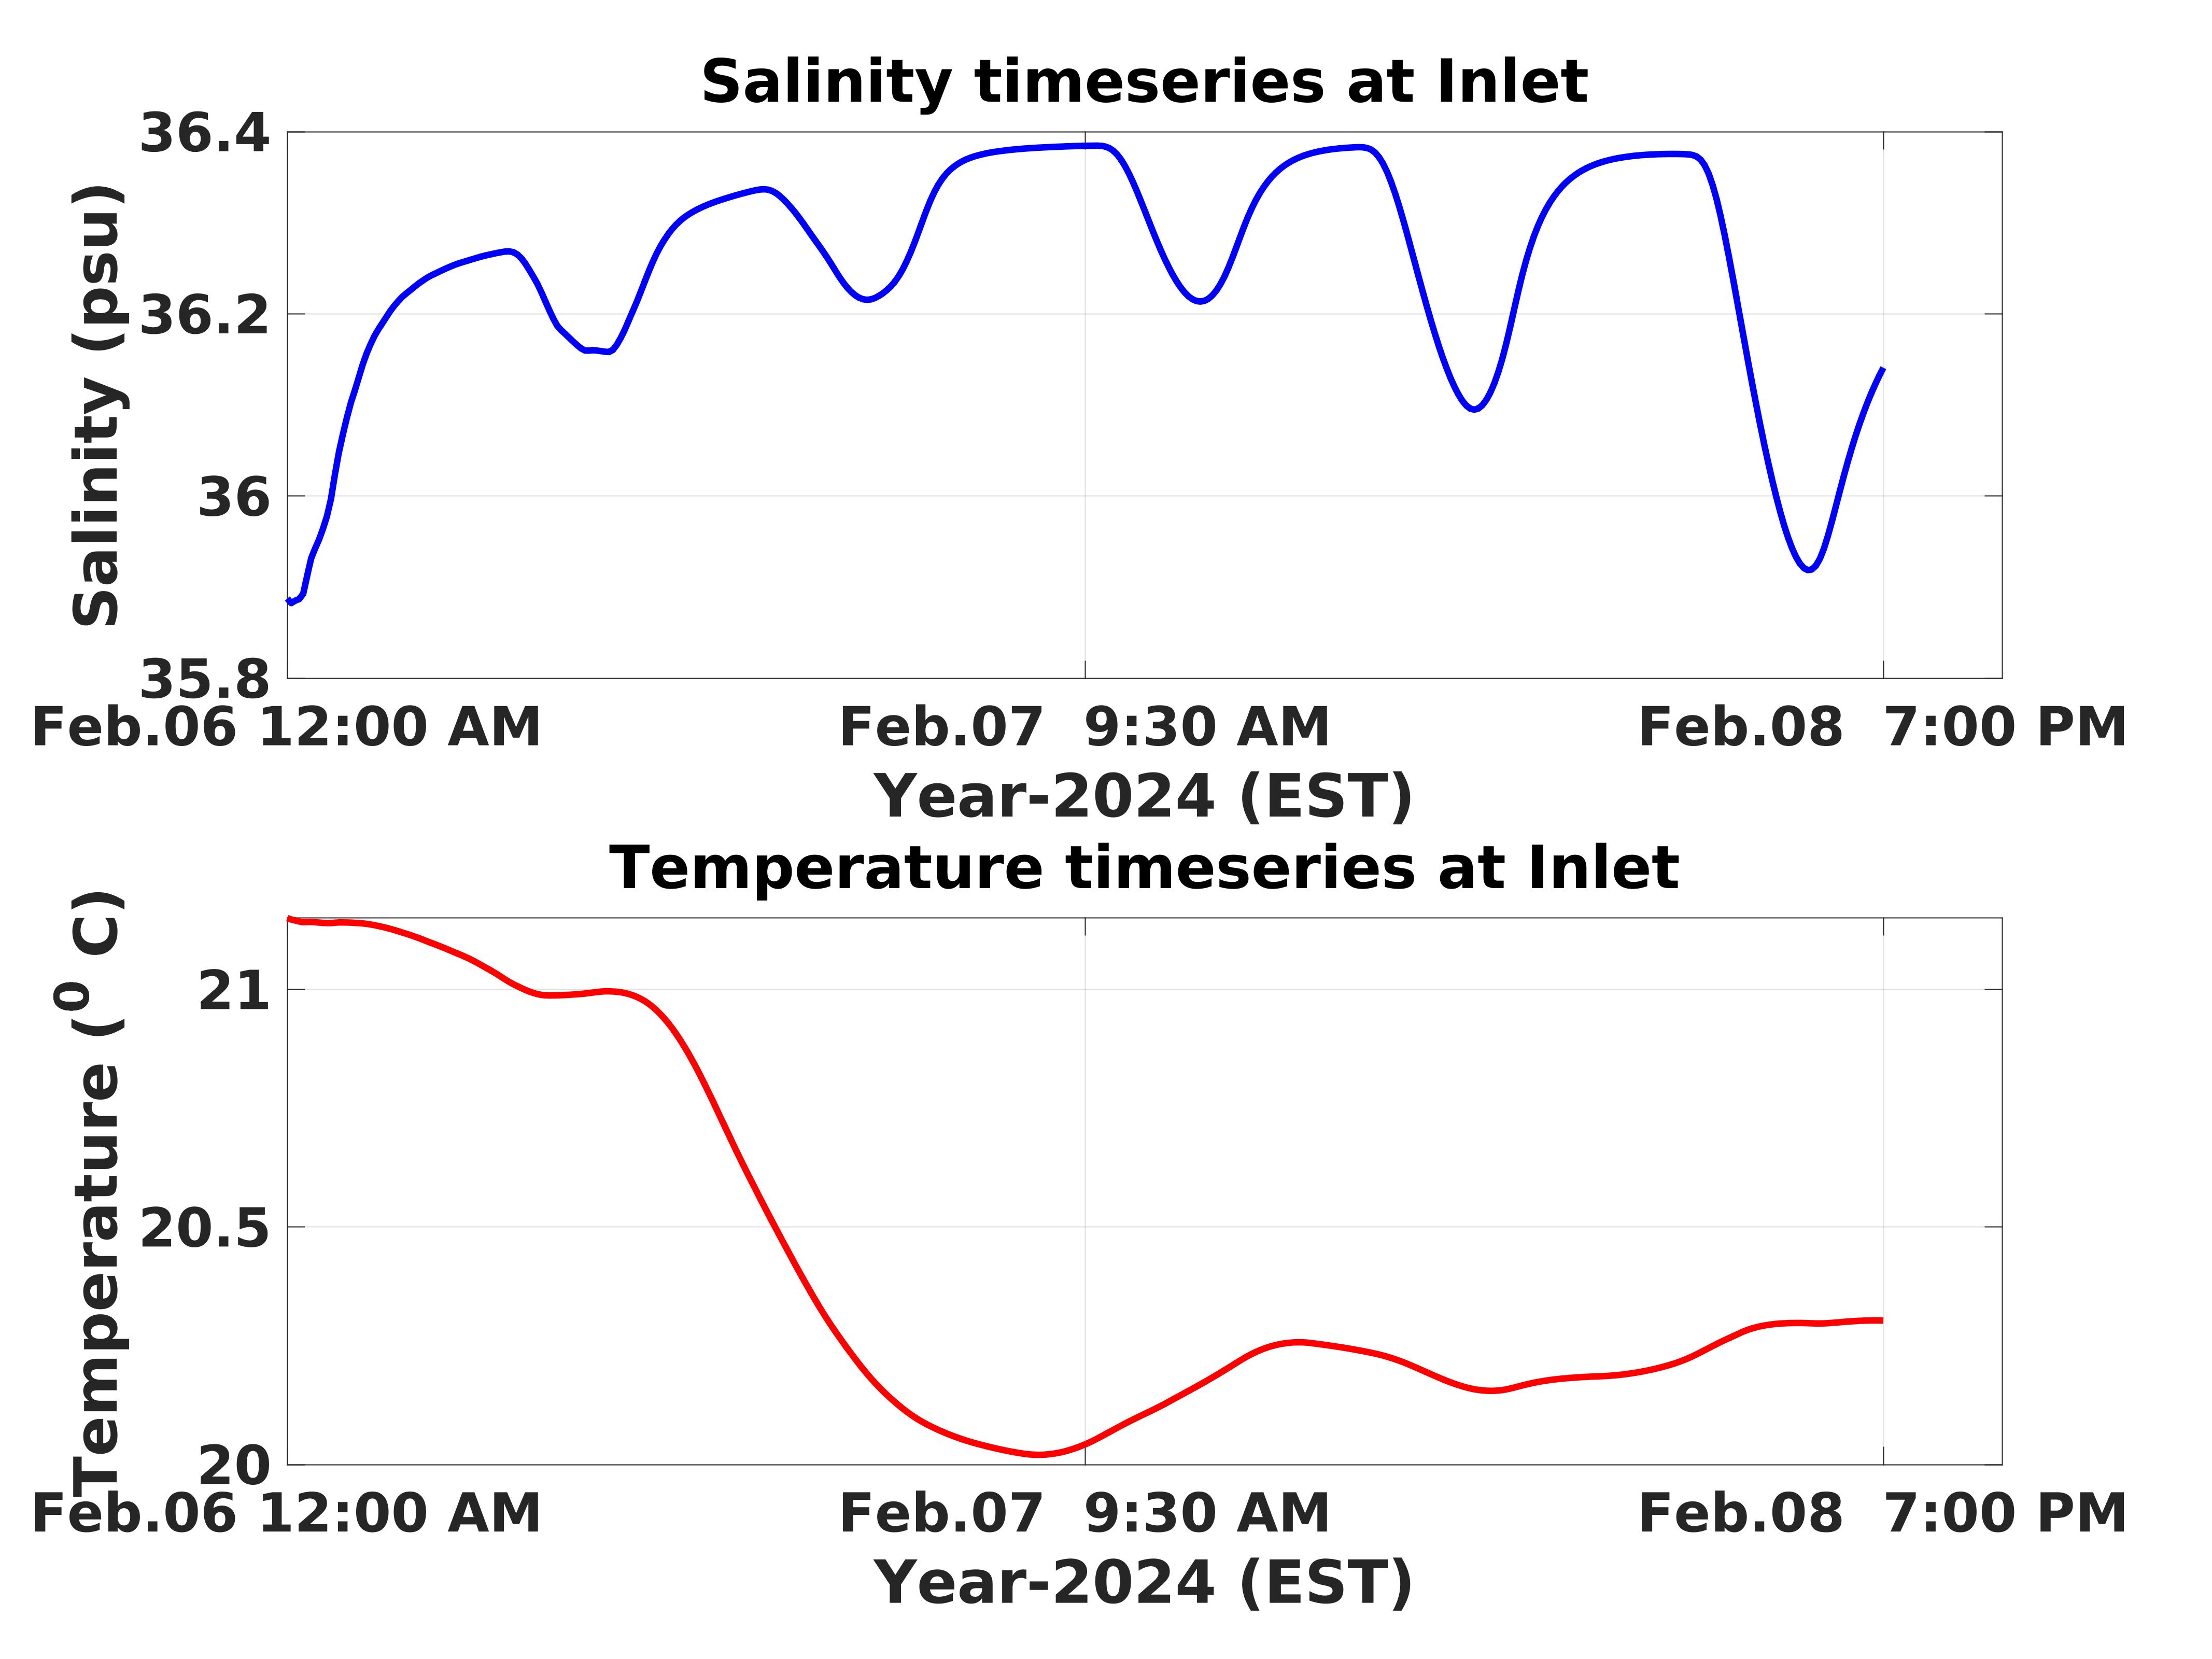 Salinity timeseries at Inlet
Salinity (psu)
36.4
36.2
36
35.8
Feb.06 12:00 AM
Feb.07  9:30 AM
Feb.08  7:00 PM
Year-2024 (EST)
Temperature timeseries at Inlet
Temperature (⁰ C)
21
20.5
20
Feb.06 12:00 AM
Feb.07  9:30 AM
Feb.08  7:00 PM
Year-2024 (EST)